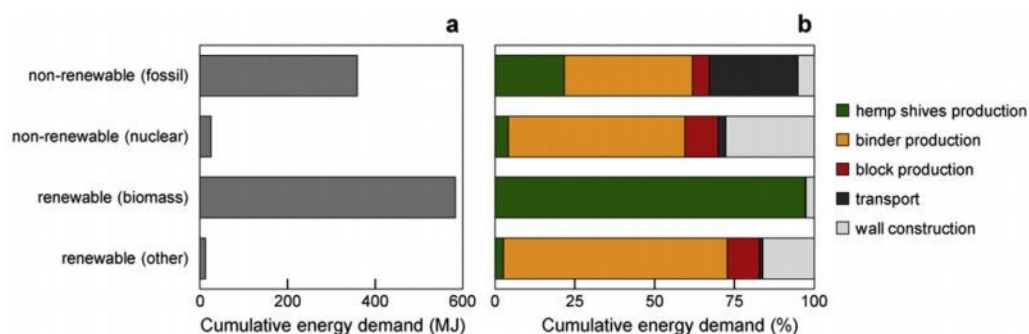 a
b
non-renewable (fossil)
non-renewable (nuclear)
renewable (biomass)
renewable (other)
0 200 400 600
Cumulative energy demand (MJ)
0 25 50 75 100
Cumulative energy demand (%)
hemp shives production
binder production
block production
transport
wall construction